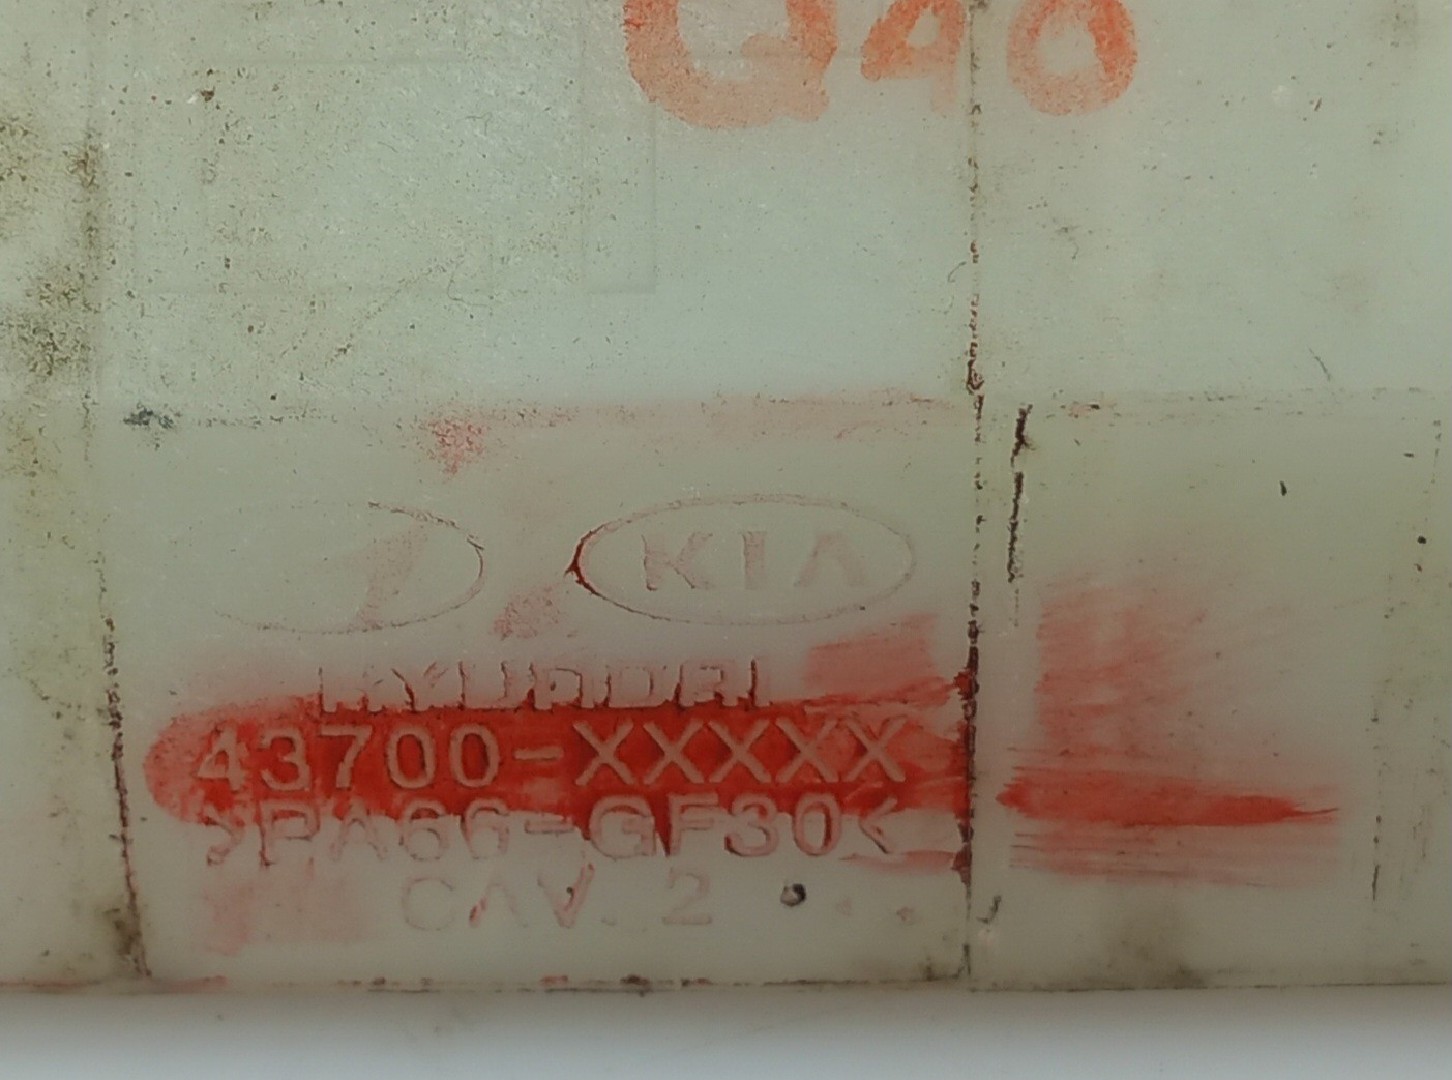 Q40
KIA
HYUNDAI
43700-XXXXX
>PA66-GF30<
CAV. 2